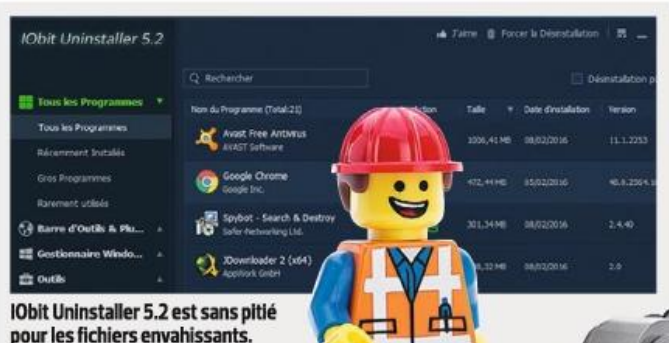 IObit Uninstaller 5.2
J'aime Forcer la Désinstallation
Rechercher
Désinstallation
Tous les Programmes
Nom du Programme (Total:21) Taille Date d'installation Version
Tous les Programmes
Avast Free Antivirus
AVAST Software
1006,41 MB 08/02/2016 11.1.2253
Récemment Installés
Google Chrome
Google Inc.
472,44 MB 05/02/2016
Gros Programmes
Rarement utilisés
Spybot - Search & Destroy
Safer-Networking Ltd.
301,34 MB 08/02/2016 2.4.40
Barre d'Outils & Plu...
Gestionnaire Windo...
JDownloader 2 (x64)
AppWork GmbH
08/02/2016 2.0
Outils
IObit Uninstaller 5.2 est sans pitié
pour les fichiers envahissants.